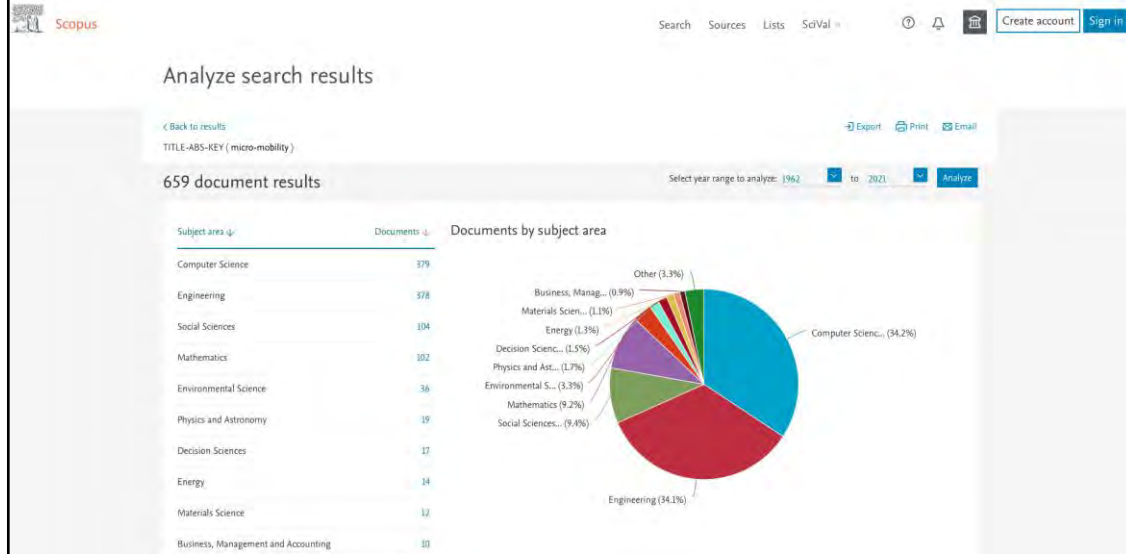 Scopus
Search Sources Lists SciVal
Create account Sign in
Analyze search results
< Back to results
Export Print Email
TITLE-ABS-KEY ( micro-mobility )
659 document results
Select year range to analyze: 1962 to 2021 Analyze
Subject area Documents
Computer Science 379
Engineering 378
Social Sciences 104
Mathematics 102
Environmental Science 36
Physics and Astronomy 19
Decision Sciences 17
Energy 14
Materials Science 12
Business, Management and Accounting 10
Documents by subject area
Other (3.3%)
Business, Manag... (0.9%)
Materials Scien... (1.1%)
Energy (1.3%)
Decision Scienc... (1.5%)
Physics and Ast... (1.7%)
Environmental S... (3.3%)
Mathematics (9.2%)
Social Sciences... (9.4%)
Computer Scienc... (34.2%)
Engineering (34.1%)